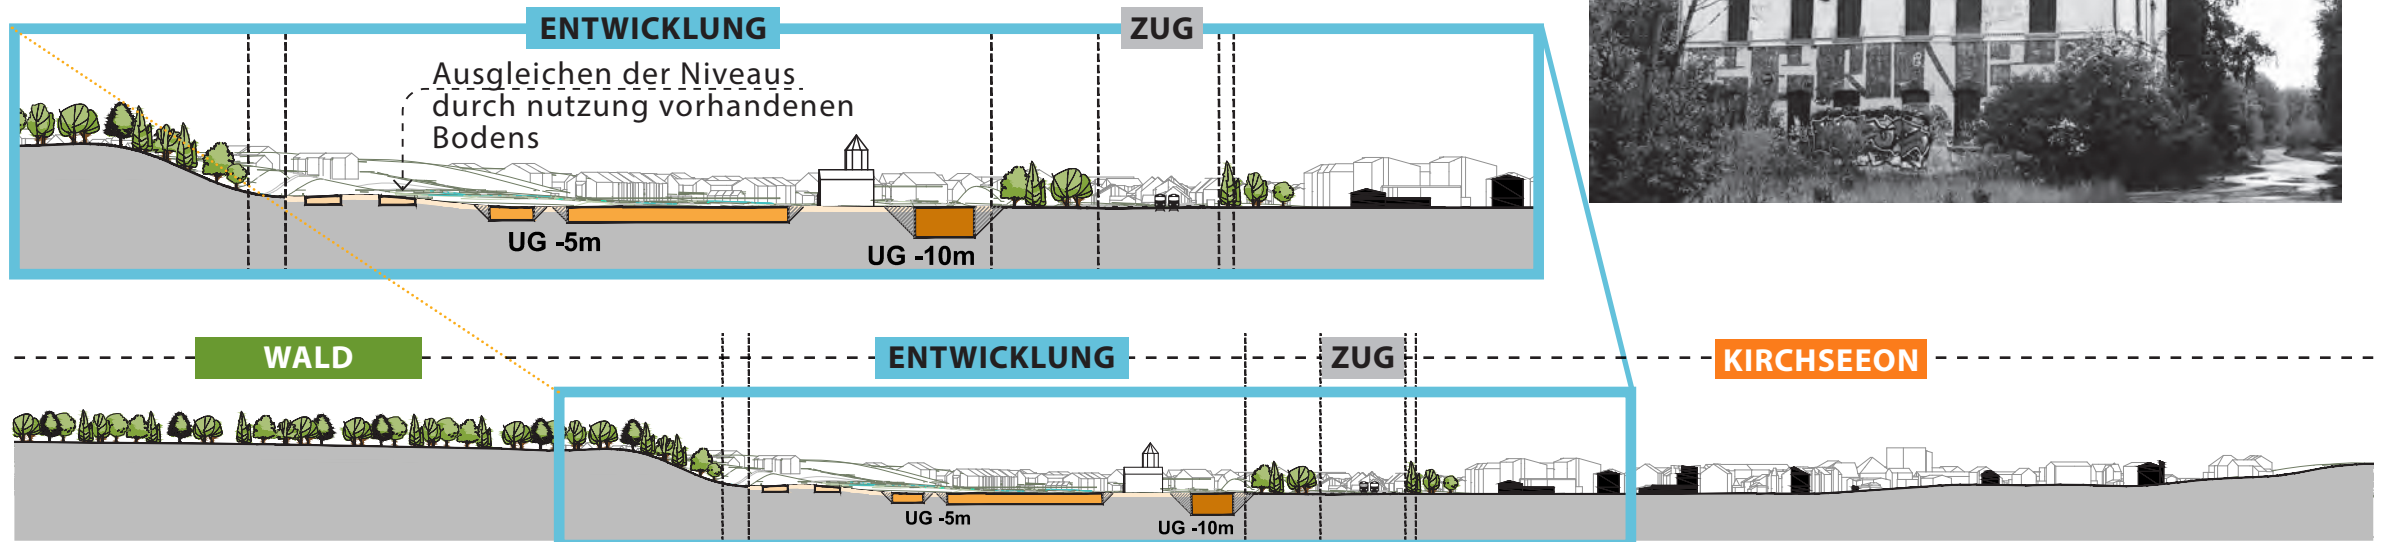 ENTWICKLUNG
ZUG
Ausgleichen der Niveaus
durch nutzung vorhandenen
Bodens
UG -5m
UG -10m
WALD
ENTWICKLUNG
ZUG
KIRCHSEEON
UG -5m
UG -10m